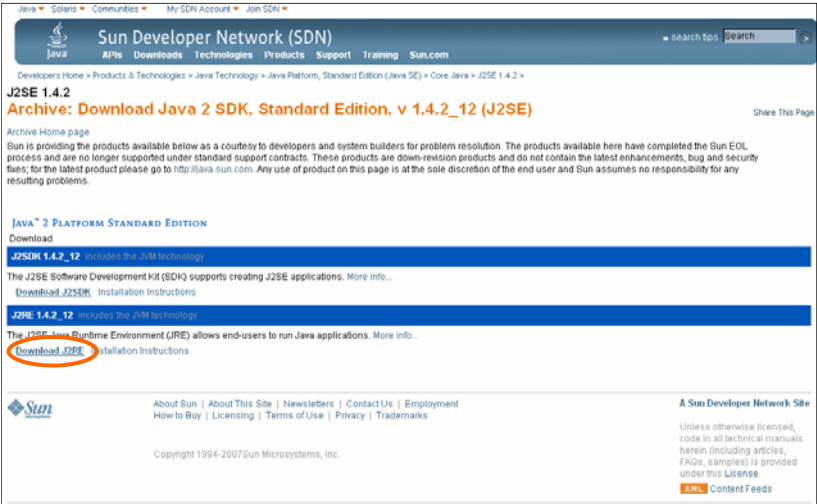 Java Solaris Communities My SDN Account Join SDN
Java
Sun Developer Network (SDN)
search tips Search
APIs Downloads Technologies Products Support Training Sun.com
Developers Home > Products & Technologies > Java Technology > Java Platform, Standard Edition (Java SE) > Core Java > J2SE 1.4.2 >
J2SE 1.4.2
Archive: Download Java 2 SDK, Standard Edition, v 1.4.2_12 (J2SE)
Share This Page
Archive Home page
Sun is providing the products available below as a courtesy to developers and system builders for problem resolution. The products available here have completed the Sun EOL
process and are no longer supported under standard support contracts. These products are down-revision products and do not contain the latest enhancements, bug and security
fixes; for the latest product please go to http://java.sun.com. Any use of product on this page is at the sole discretion of the end user and Sun assumes no responsibility for any
resulting problems.
JAVA™ 2 PLATFORM STANDARD EDITION
Download
J2SDK 1.4.2_12 includes the JVM technology
The J2SE Software Development Kit (SDK) supports creating J2SE applications. More info...
Download J2SDK Installation Instructions
J2RE 1.4.2_12 includes the JVM technology
The J2SE Java Runtime Environment (JRE) allows end-users to run Java applications. More info...
Download J2RE Installation Instructions
Sun
microsystems
About Sun | About This Site | Newsletters | Contact Us | Employment
How to Buy | Licensing | Terms of Use | Privacy | Trademarks
Copyright 1994-2007 Sun Microsystems, Inc.
A Sun Developer Network Site
Unless otherwise licensed,
code in all technical manuals
herein (including articles,
FAQs, samples) is provided
under this License.
XML Content Feeds